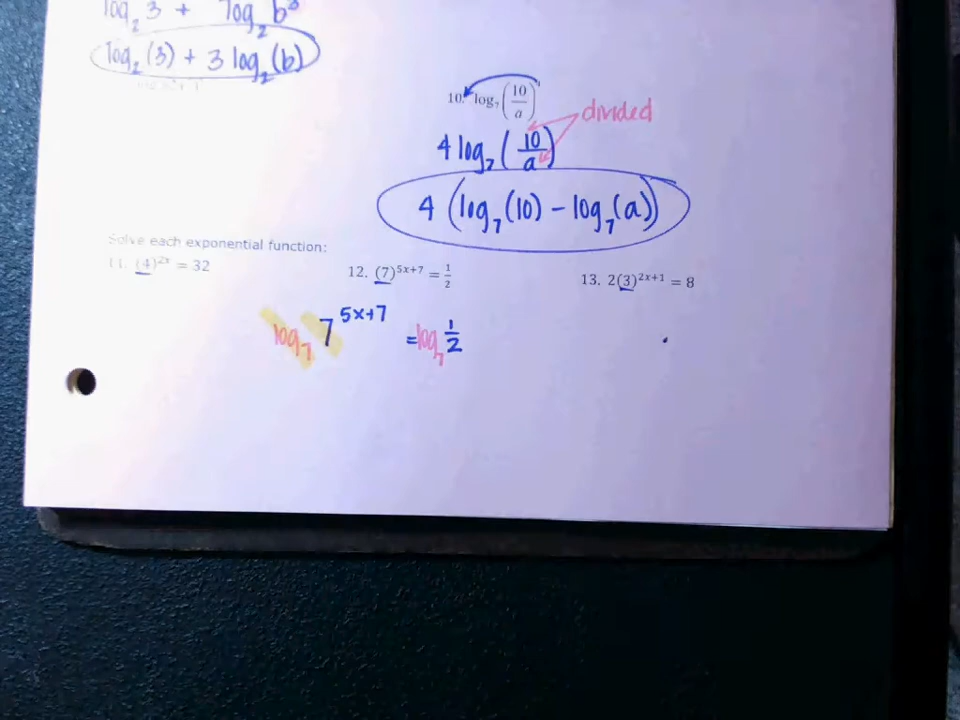 log₂ 3 + log₂ b³
log₂(3) + 3 log₂(b)
10. log₇(10/a)
divided
4 log₇(10/a)
4 (log₇(10) − log₇(a))
Solve each exponential function:
11. (4)²ˣ = 32
12. (7)⁵ˣ⁺⁷ = 1/2
13. 2(3)²ˣ⁺¹ = 8
log₇ 7⁵ˣ⁺⁷ = log₇ 1/2